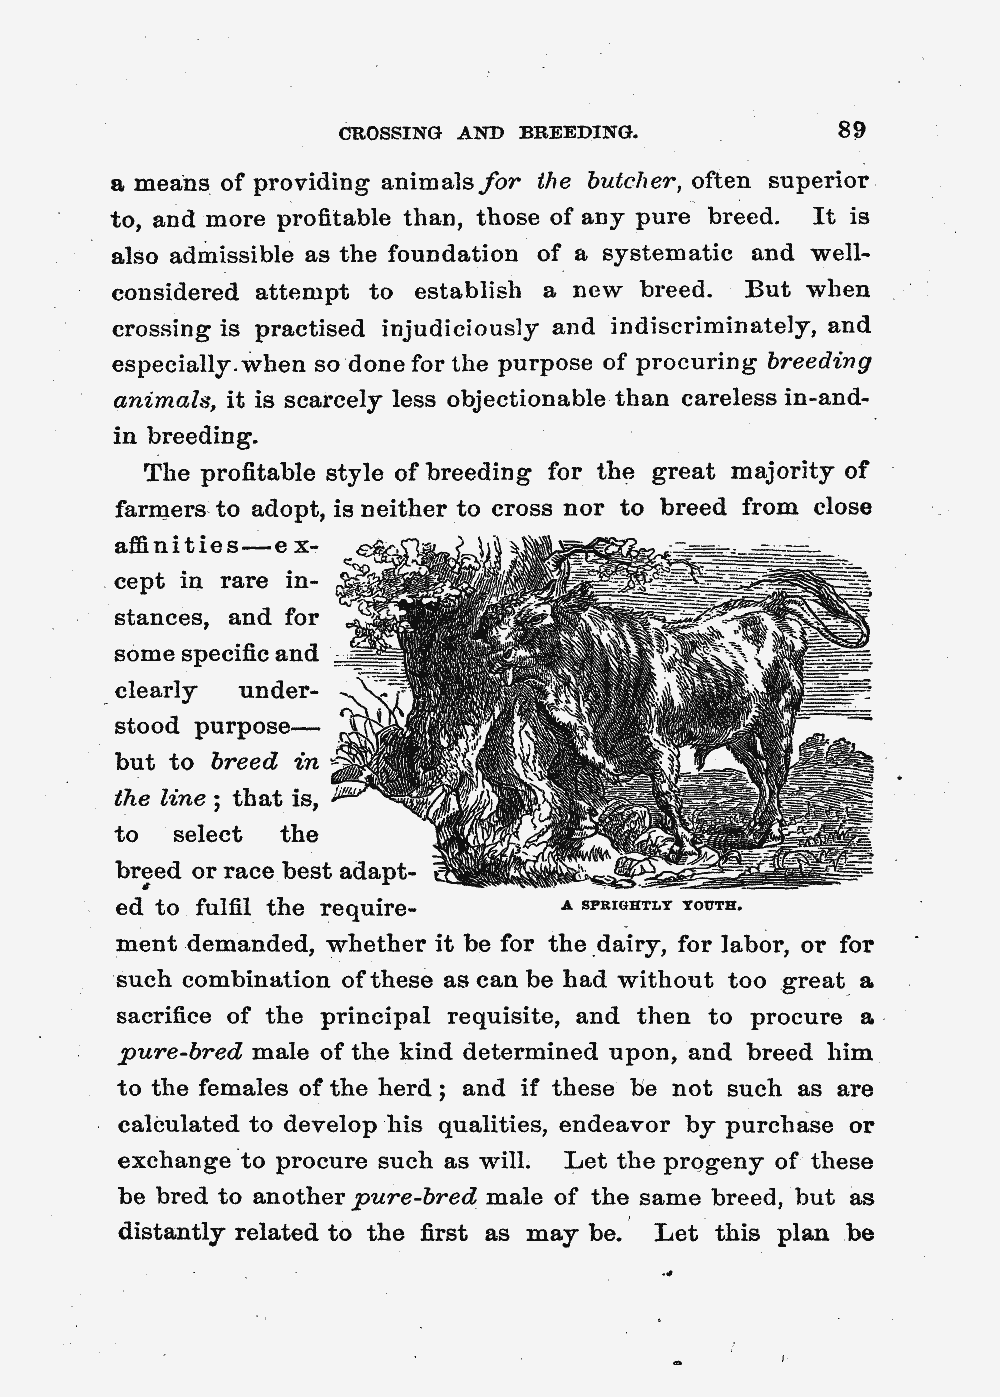 CROSSING AND BREEDING. 89
a means of providing animals for the butcher, often superior
to, and more profitable than, those of any pure breed. It is
also admissible as the foundation of a systematic and well-
considered attempt to establish a new breed. But when
crossing is practised injudiciously and indiscriminately, and
especially when so done for the purpose of procuring breeding
animals, it is scarcely less objectionable than careless in-and-
in breeding.
The profitable style of breeding for the great majority of
farmers to adopt, is neither to cross nor to breed from close
affinities—ex-
cept in rare in-
stances, and for
some specific and
clearly under-
stood purpose—
but to breed in
the line; that is,
to select the
breed or race best adapt-
ed to fulfil the require-
A SPRIGHTLY YOUTH.
ment demanded, whether it be for the dairy, for labor, or for
such combination of these as can be had without too great a
sacrifice of the principal requisite, and then to procure a
pure-bred male of the kind determined upon, and breed him
to the females of the herd; and if these be not such as are
calculated to develop his qualities, endeavor by purchase or
exchange to procure such as will. Let the progeny of these
be bred to another pure-bred male of the same breed, but as
distantly related to the first as may be. Let this plan be